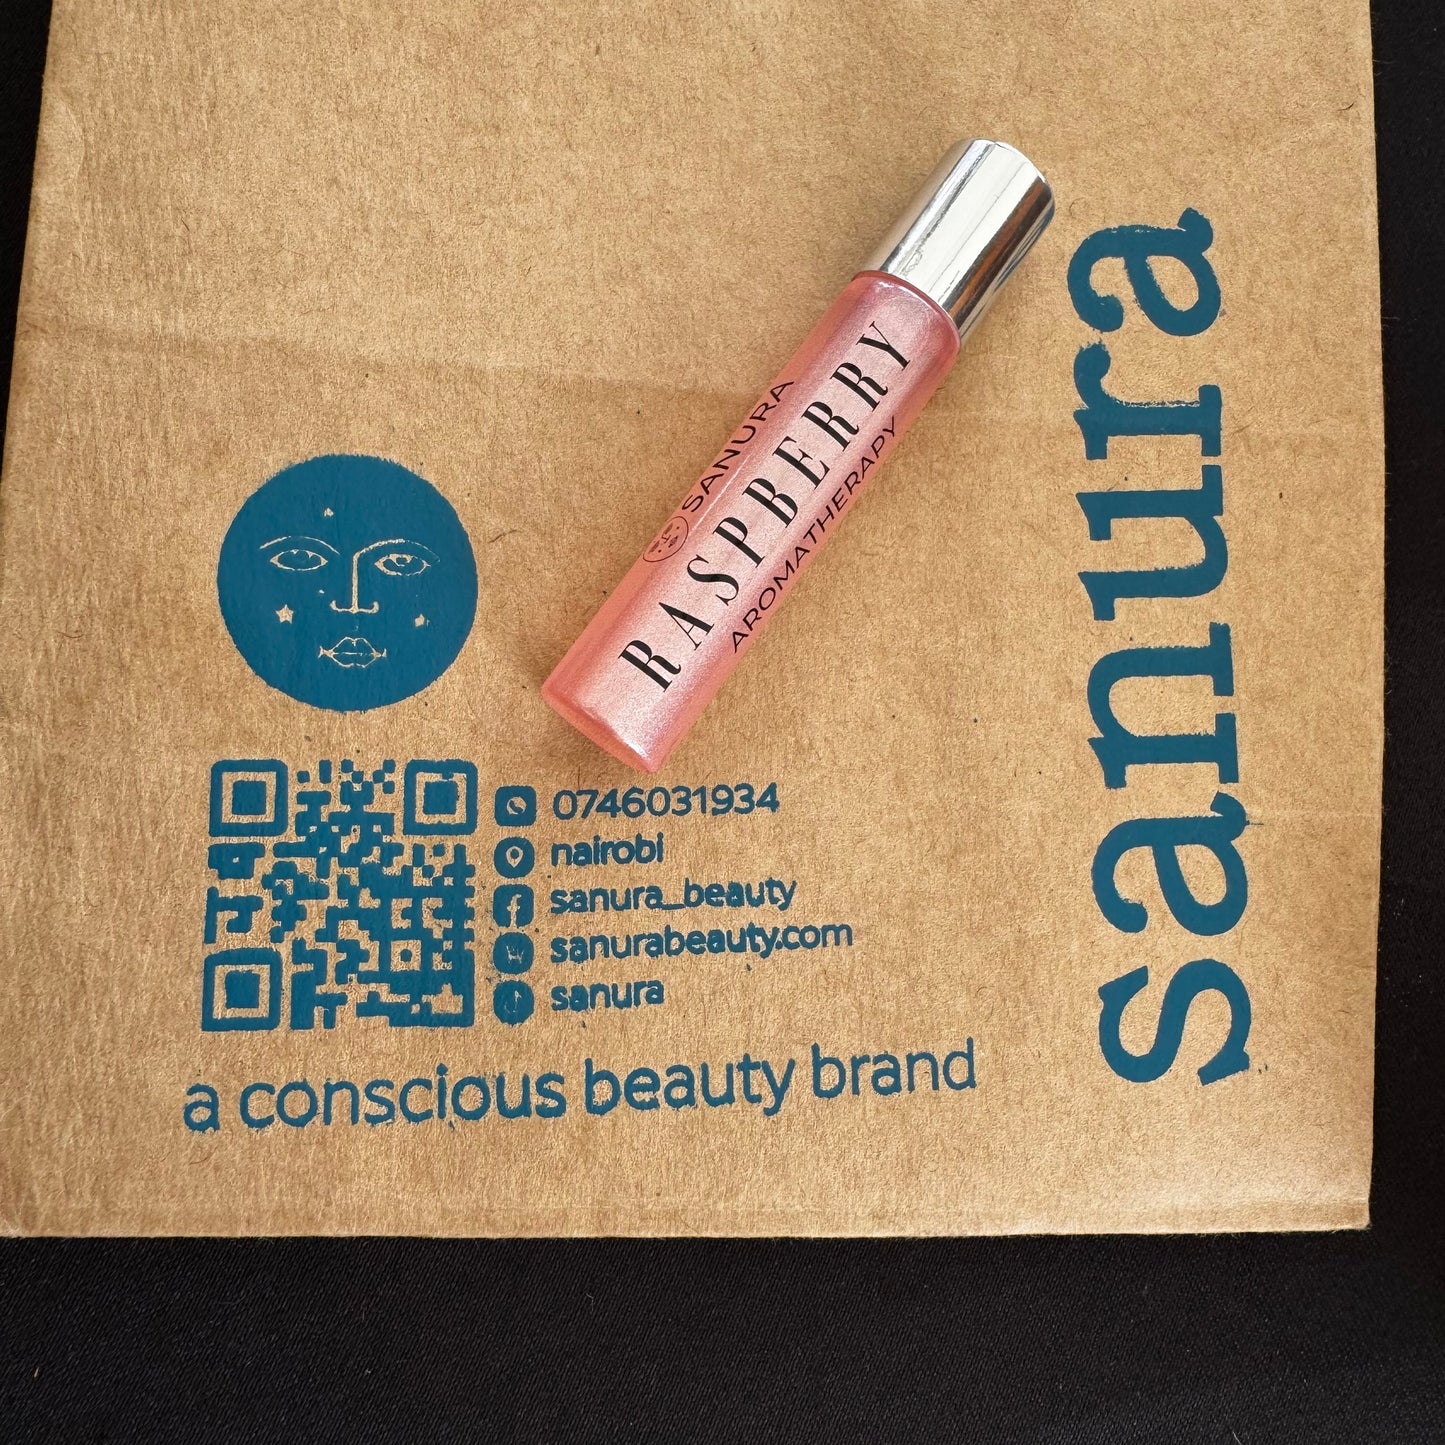 SANURA
RASPBERRY
AROMATHERAPY
0746031934
nairobi
sanura_beauty
sanurabeauty.com
sanura
a conscious beauty brand
sanura